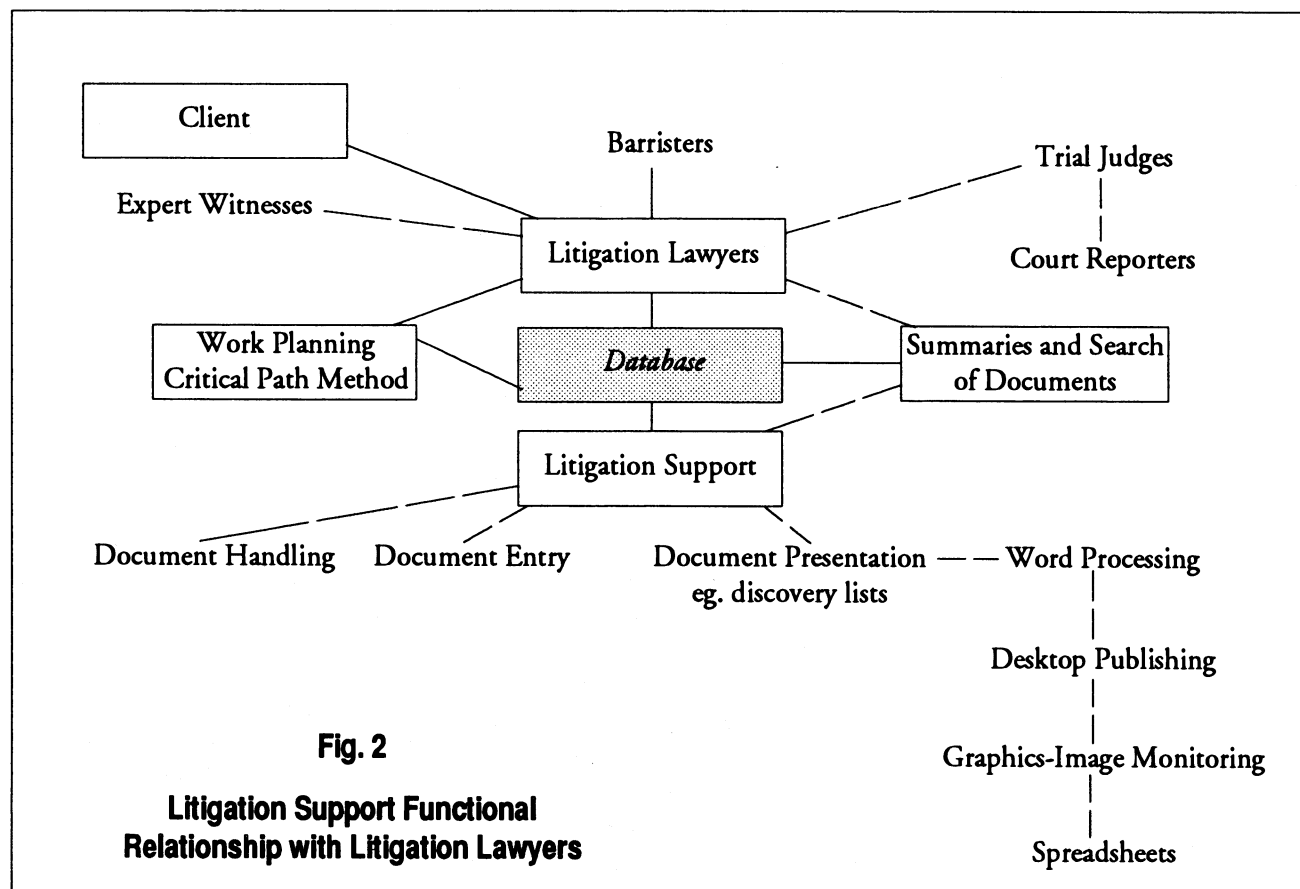 Client
Barristers
Trial Judges
Expert Witnesses
Litigation Lawyers
Court Reporters
Work Planning
Critical Path Method
Database
Summaries and Search
of Documents
Litigation Support
Document Handling
Document Entry
Document Presentation
eg. discovery lists
Word Processing
Desktop Publishing
Graphics-Image Monitoring
Spreadsheets
Fig. 2
Litigation Support Functional
Relationship with Litigation Lawyers